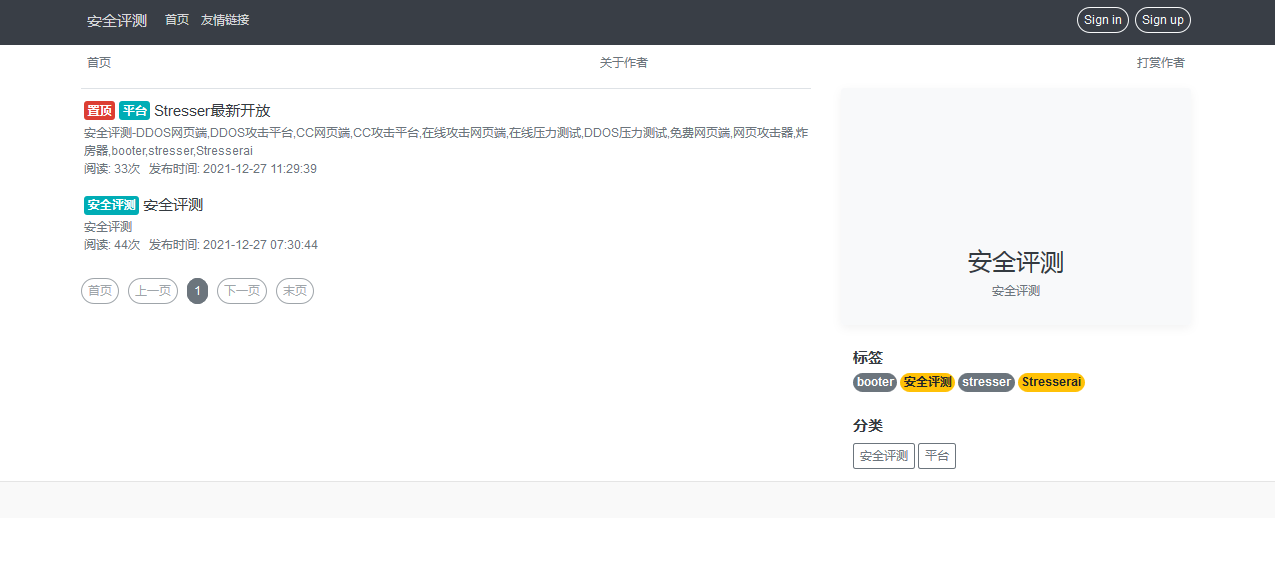 安全评测 首页 友情链接 Sign in Sign up
首页 关于作者 打赏作者
置顶 平台 Stresser最新开放
安全评测-DDOS网页端,DDOS攻击平台,CC网页端,CC攻击平台,在线攻击网页端,在线压力测试,DDOS压力测试,免费网页端,网页攻击器,炸
房器,booter,stresser,Stresserai
阅读: 33次 发布时间: 2021-12-27 11:29:39
安全评测 安全评测
安全评测
阅读: 44次 发布时间: 2021-12-27 07:30:44
首页 上一页 1 下一页 末页
安全评测
安全评测
标签
booter 安全评测 stresser Stresserai
分类
安全评测 平台